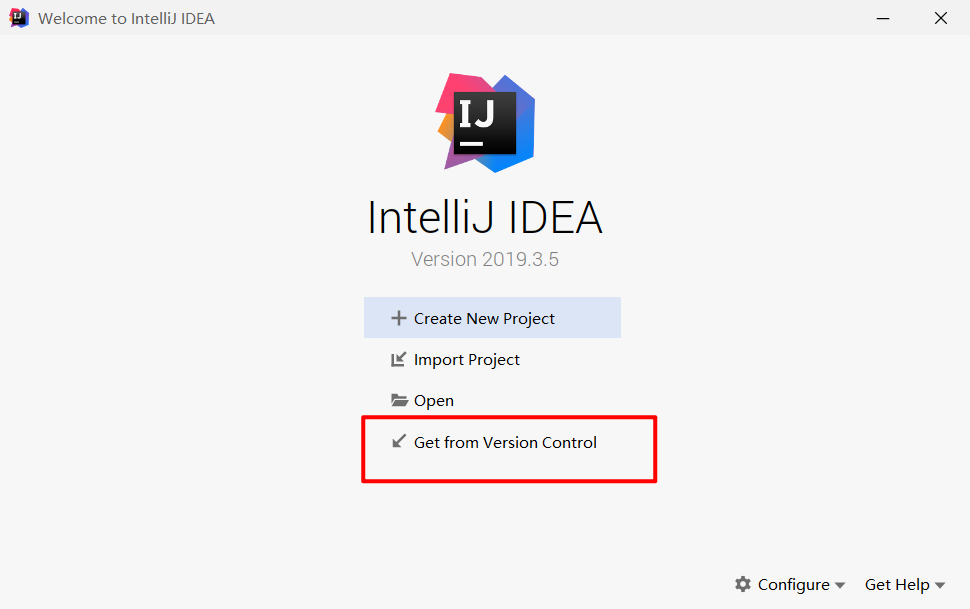 Welcome to IntelliJ IDEA
IJ
IntelliJ IDEA
Version 2019.3.5
Create New Project
Import Project
Open
Get from Version Control
Configure
Get Help